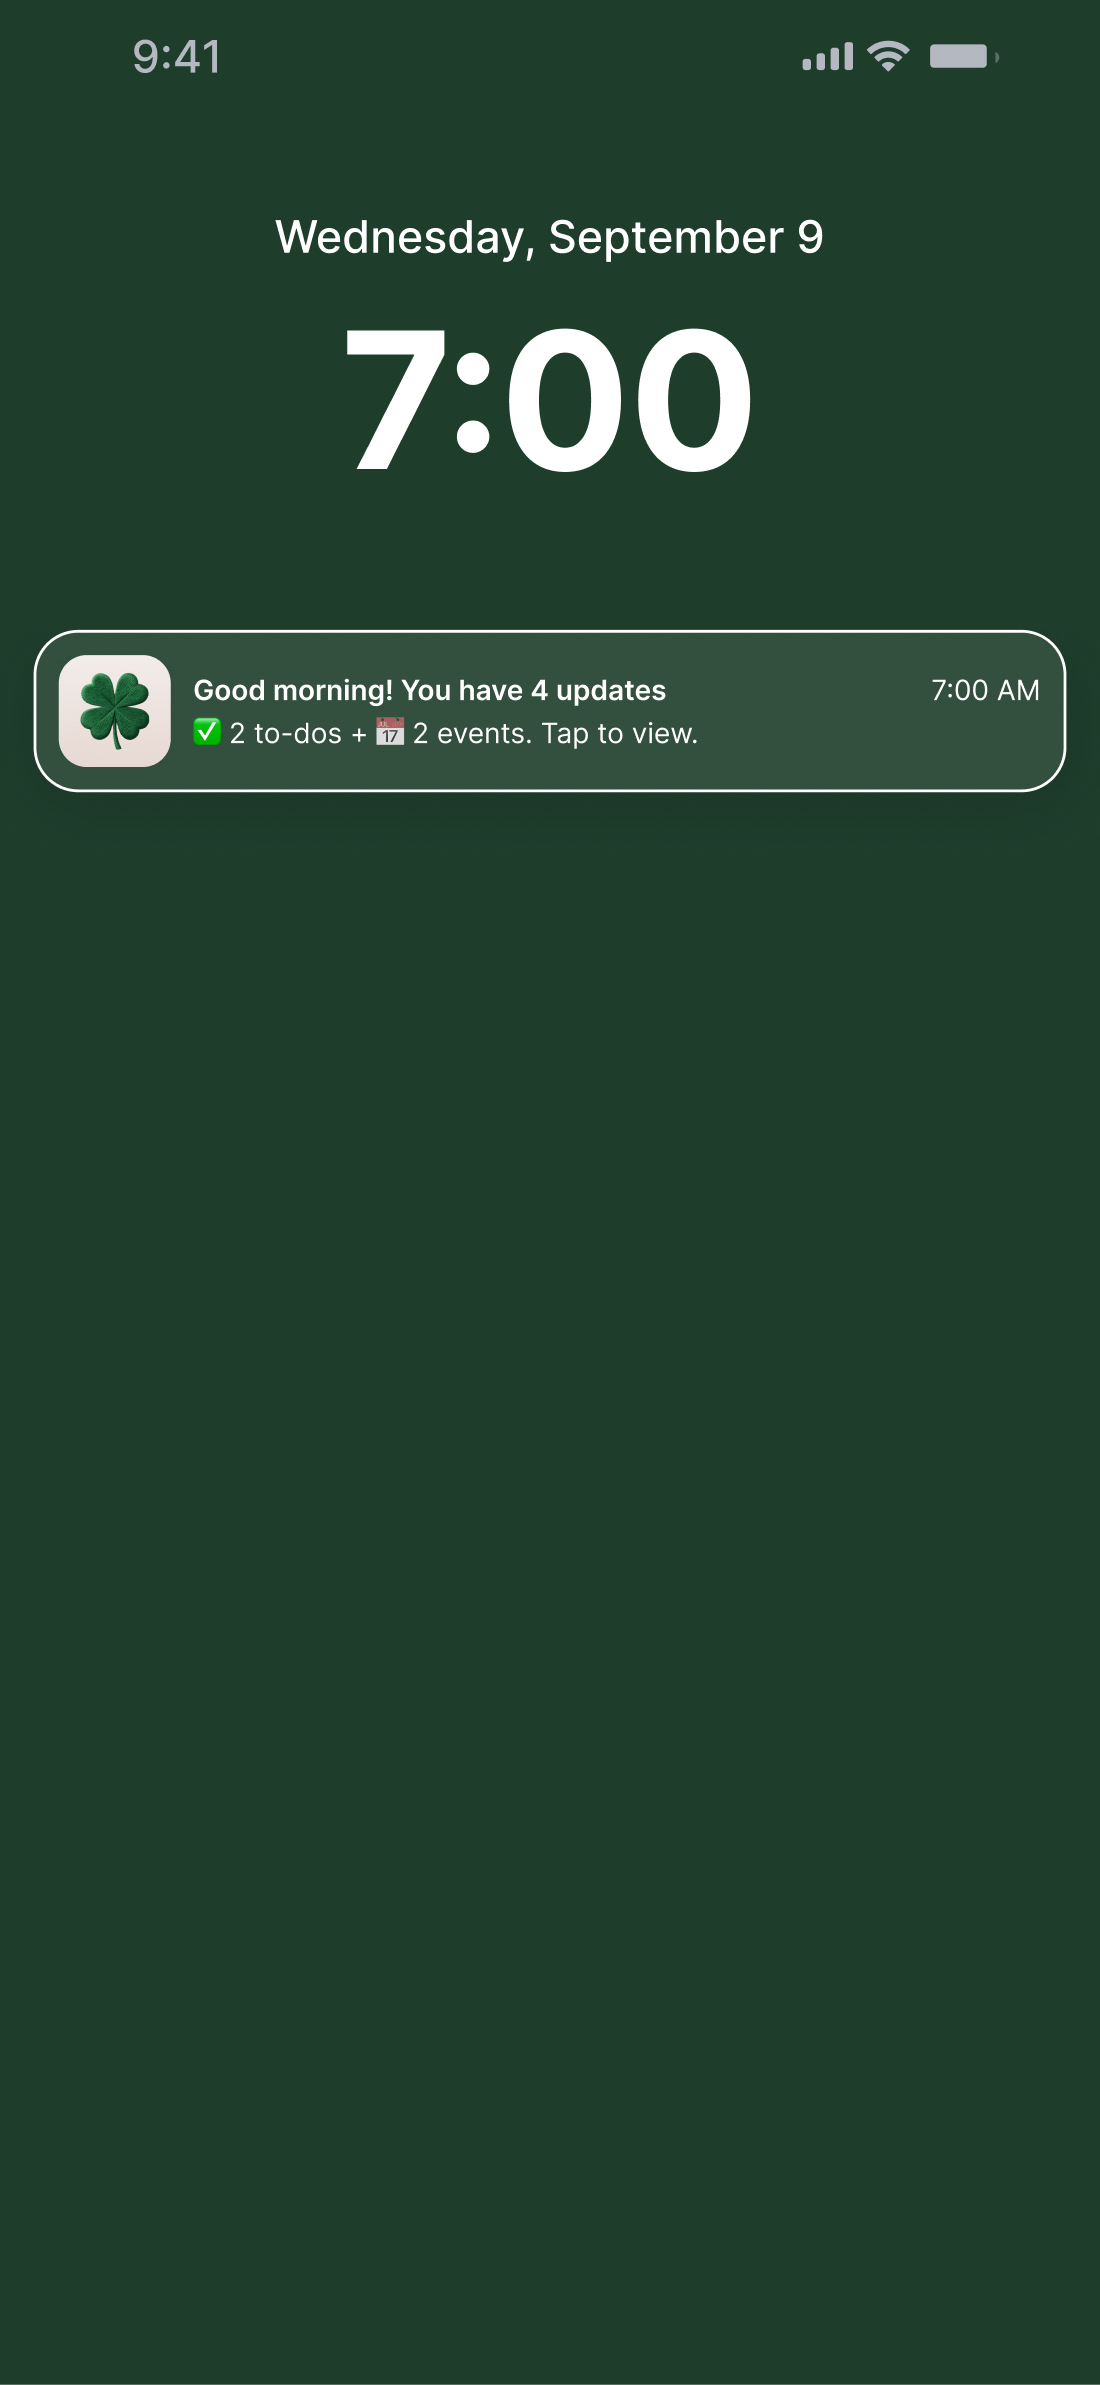 9:41
Wednesday, September 9
7:00
Good morning! You have 4 updates 7:00 AM
✅ 2 to-dos + 📅 2 events. Tap to view.